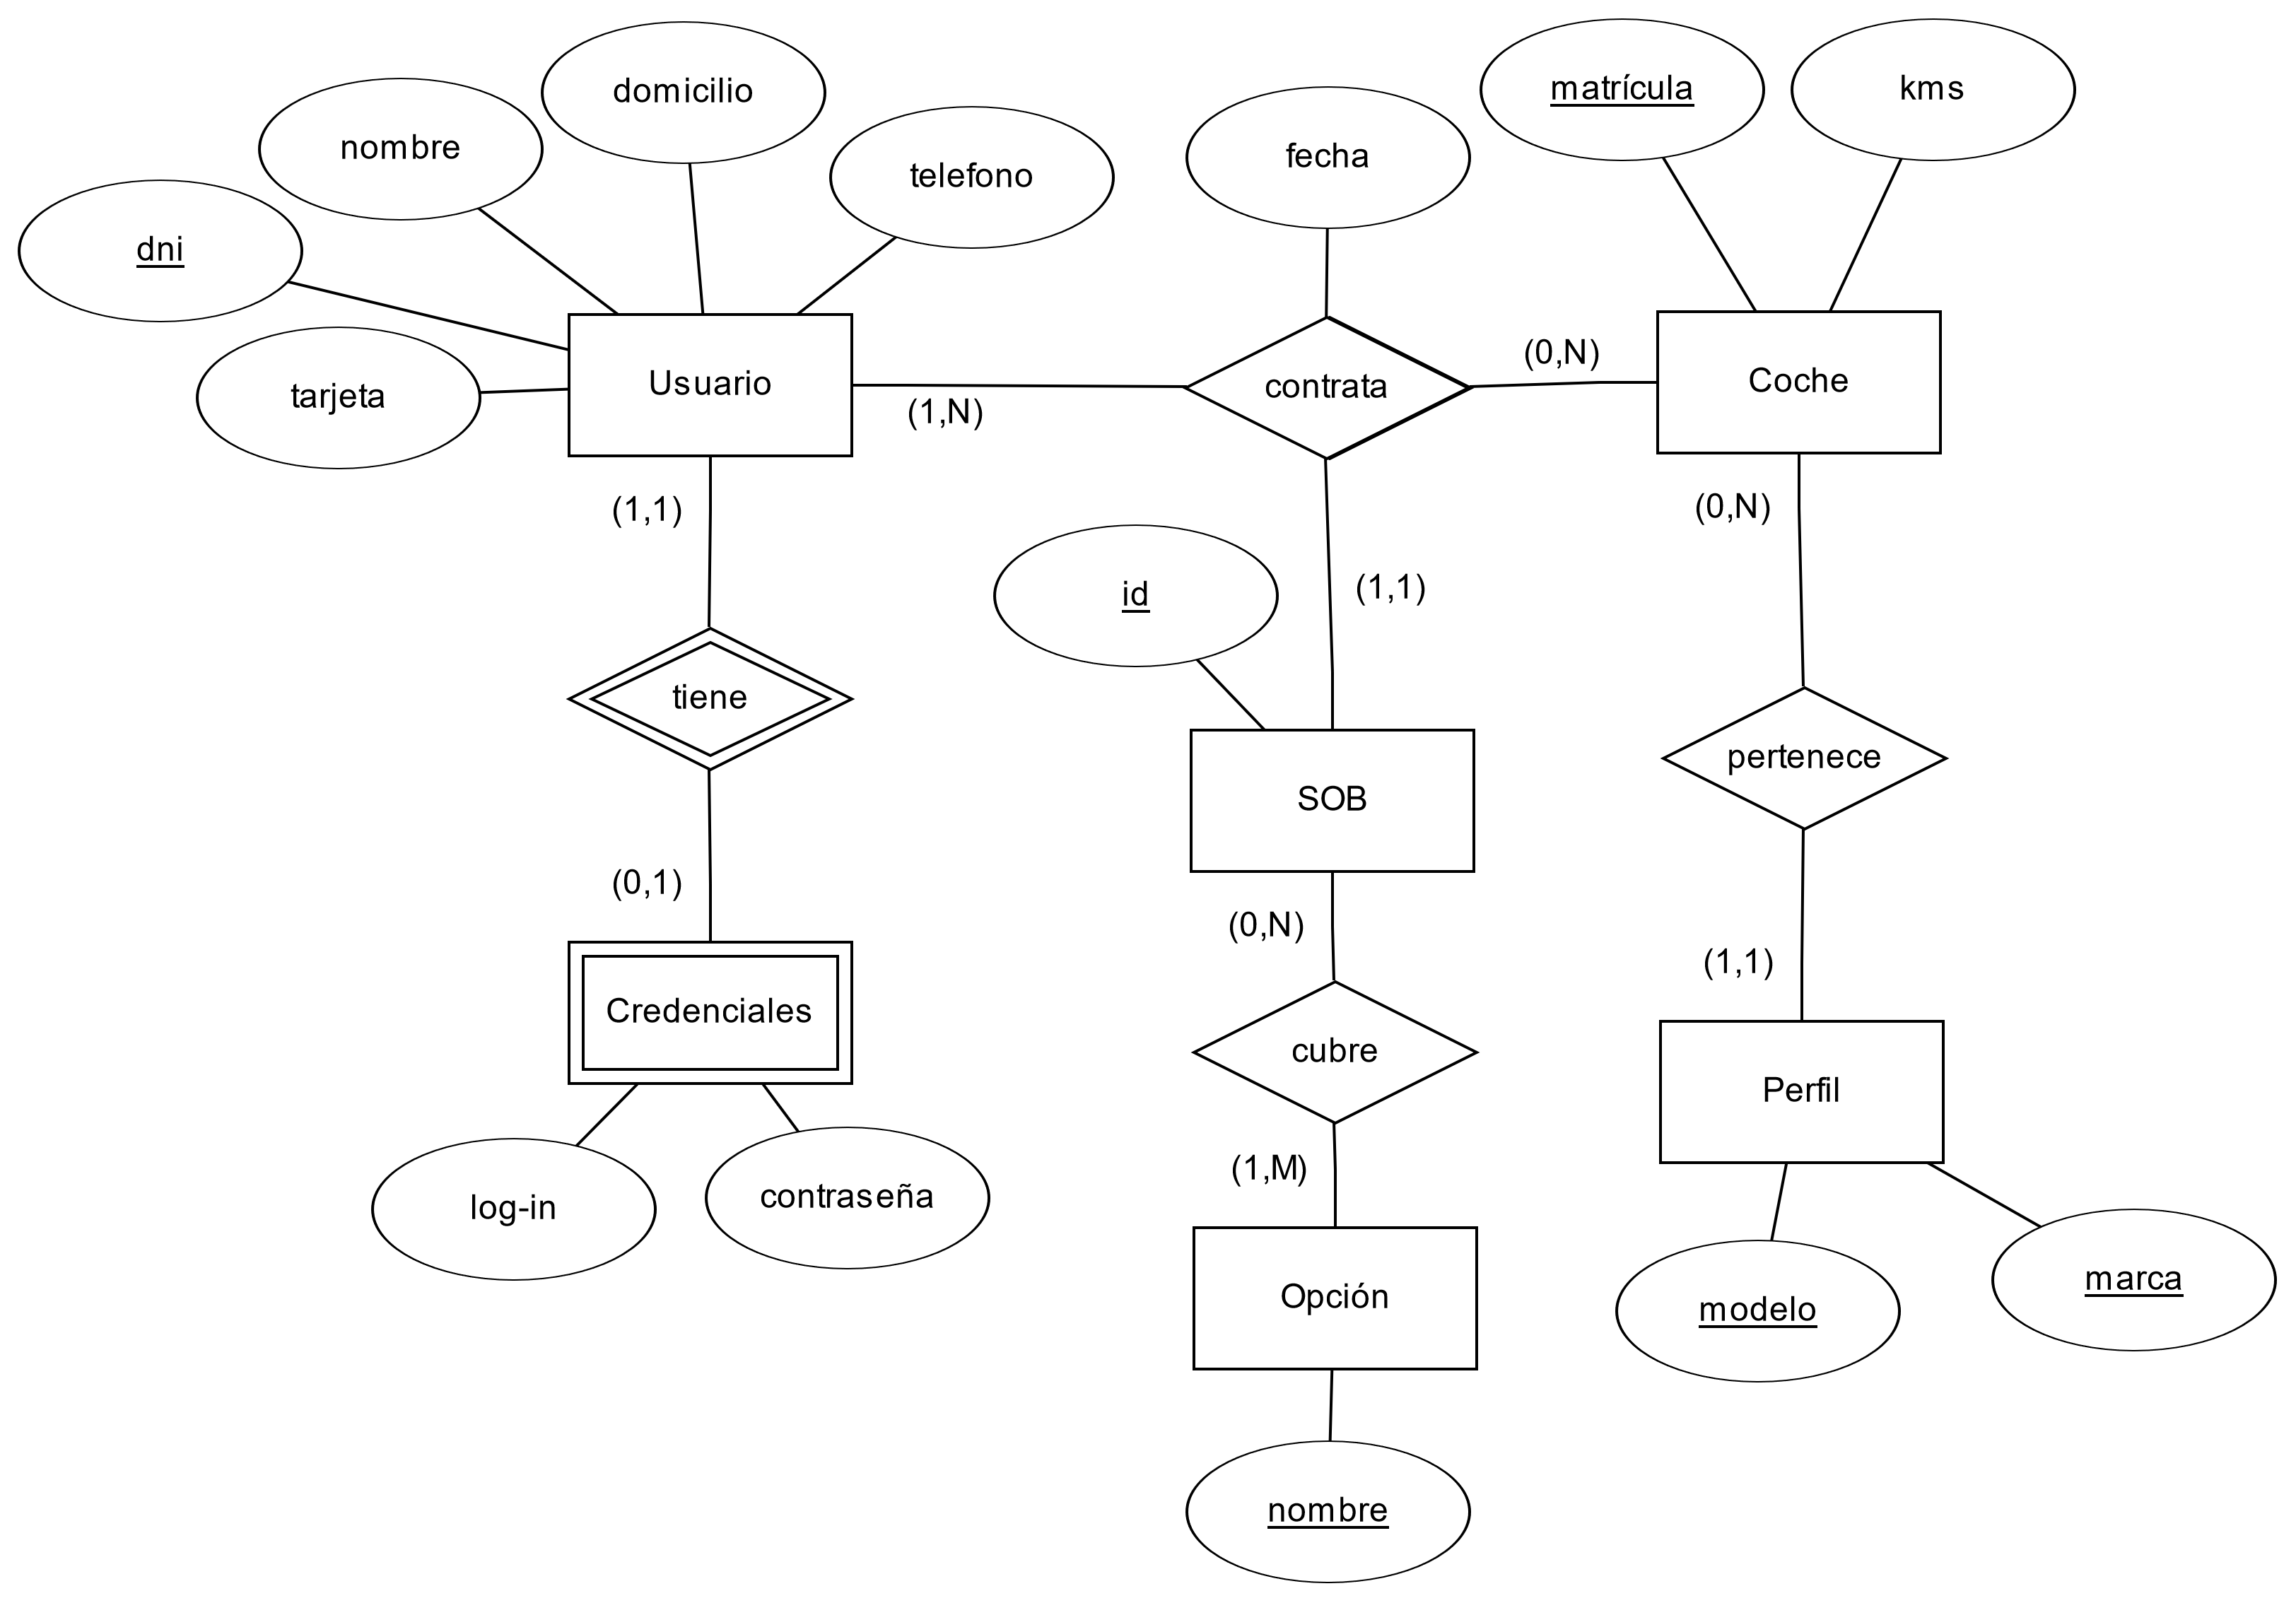 matrícula
kms
domicilio
nombre
fecha
telefono
dni
Usuario
contrata
Coche
(0,N)
tarjeta
(1,N)
(1,1)
(0,N)
id
(1,1)
tiene
pertenece
SOB
(0,1)
(0,N)
(1,1)
Credenciales
cubre
Perfil
(1,M)
log-in
contraseña
marca
Opción
modelo
nombre